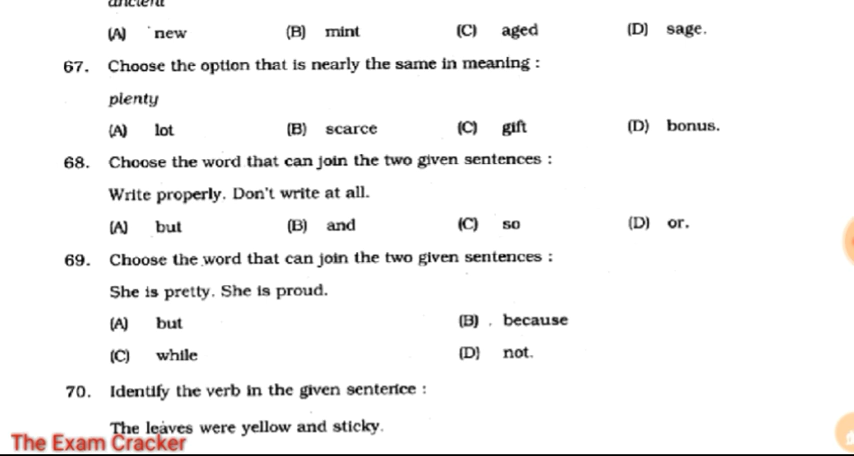 ancient
(A) new (B) mint (C) aged (D) sage.
67. Choose the option that is nearly the same in meaning :
plenty
(A) lot (B) scarce (C) gift (D) bonus.
68. Choose the word that can join the two given sentences :
Write properly. Don't write at all.
(A) but (B) and (C) so (D) or.
69. Choose the word that can join the two given sentences :
She is pretty. She is proud.
(A) but (B) because
(C) while (D) not.
70. Identify the verb in the given sentence :
The leaves were yellow and sticky.
The Exam Cracker